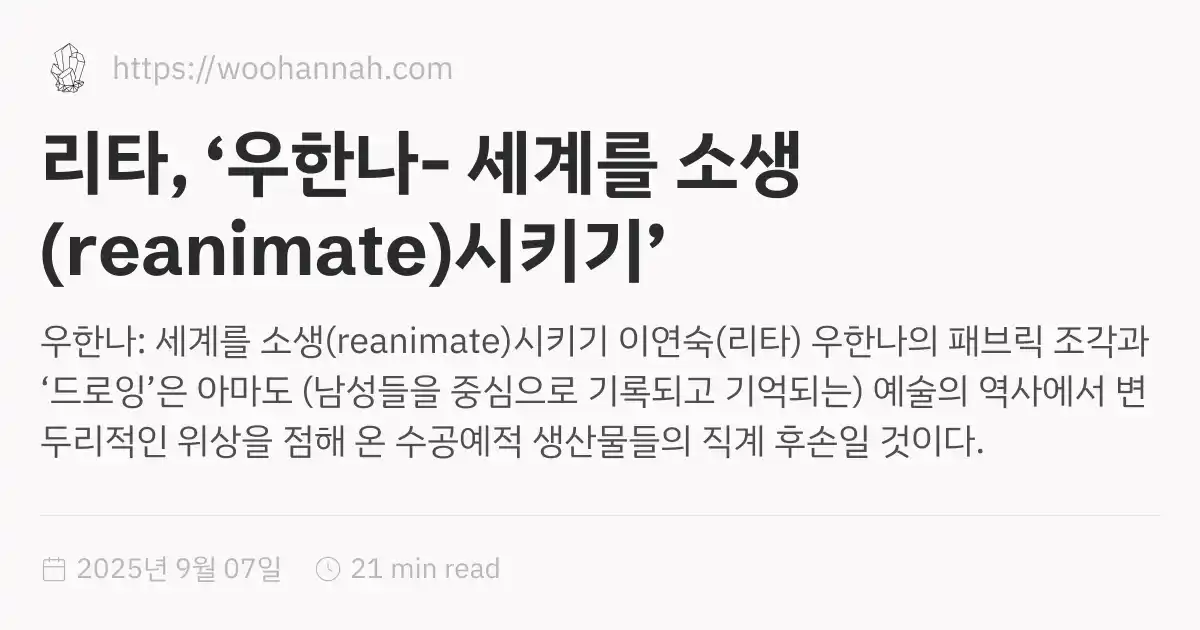 https://woohannah.com
리타, ‘우한나- 세계를 소생
(reanimate)시키기’
우한나: 세계를 소생(reanimate)시키기 이연숙(리타) 우한나의 패브릭 조각과
‘드로잉’은 아마도 (남성들을 중심으로 기록되고 기억되는) 예술의 역사에서 변
두리적인 위상을 점해 온 수공예적 생산물들의 직계 후손일 것이다.
2025년 9월 07일 21 min read